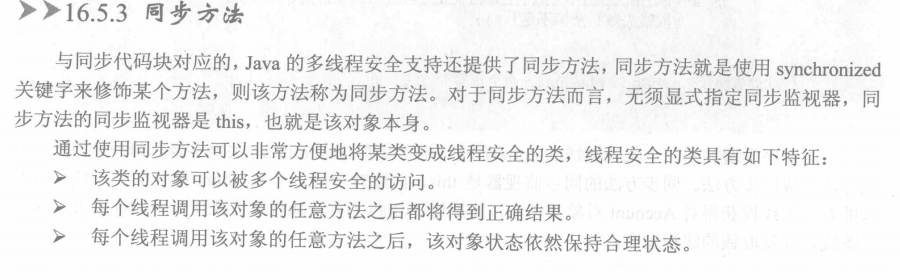 ➤➤16.5.3 同步方法
与同步代码块对应的，Java 的多线程安全支持还提供了同步方法，同步方法就是使用 synchronized
关键字来修饰某个方法，则该方法称为同步方法。对于同步方法而言，无须显式指定同步监视器，同
步方法的同步监视器是 this，也就是该对象本身。
通过使用同步方法可以非常方便地将某类变成线程安全的类，线程安全的类具有如下特征：
➤ 该类的对象可以被多个线程安全的访问。
➤ 每个线程调用该对象的任意方法之后都将得到正确结果。
➤ 每个线程调用该对象的任意方法之后，该对象状态依然保持合理状态。